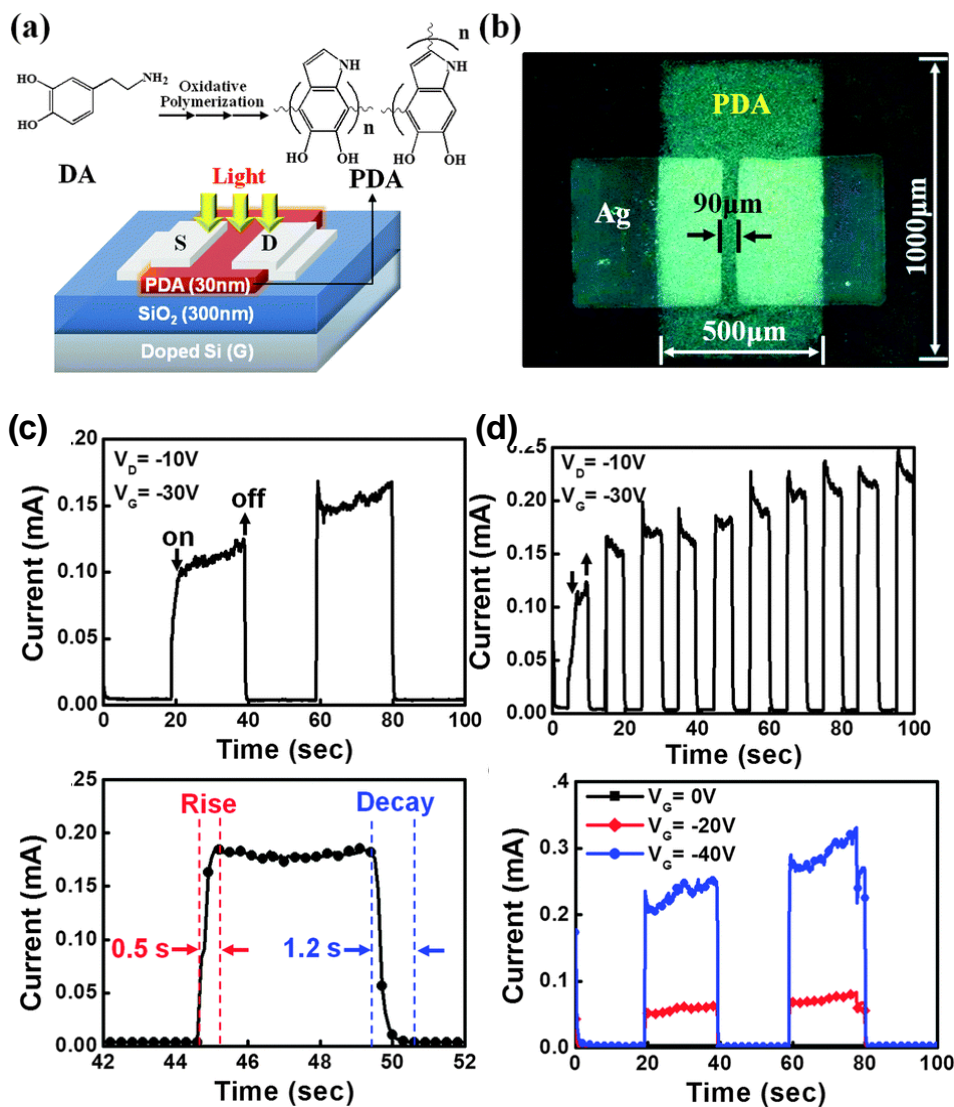 (a)
NH2
HO
HO
Oxidative
Polymerization
DA
NH
n
HO OH
n
NH
HO OH
PDA
Light
S D
PDA (30nm)
SiO2 (300nm)
Doped Si (G)
(b)
PDA
Ag
90μm
500μm
1000μm
(c)
VD= -10V
VG= -30V
on
off
.20
0.15
0.10
0.05
0.00
0 20 40 60 80 100
Current (mA)
Time (sec)
(d)
VD= -10V
VG= -30V
0.25
0.20
0.15
0.10
0.05
0.00
0 20 40 60 80 100
Current (mA)
Time (sec)
.25
0.20
0.15
0.10
0.05
0.00
Rise
Decay
0.5 s
1.2 s
42 44 46 48 50 52
Current (mA)
Time (sec)
VG= 0V
VG= -20V
VG= -40V
.4
0.3
0.2
0.1
.0
0 20 40 60 80 100
Current (mA)
Time (sec)